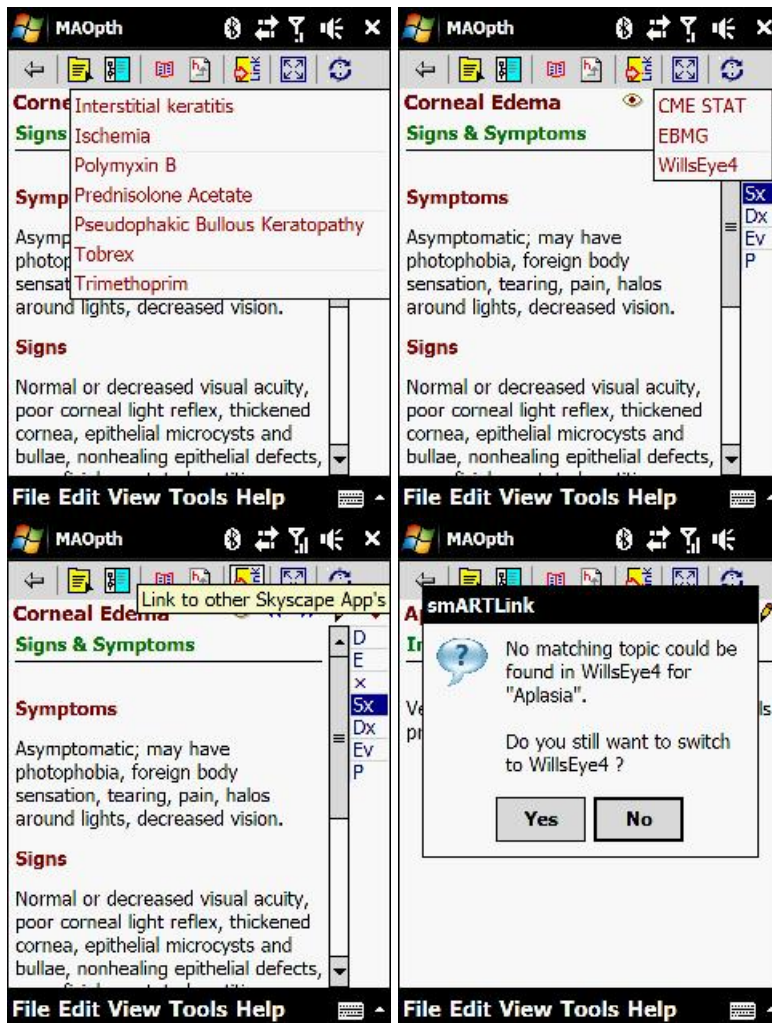 MAOpth
Corne
Signs
Interstitial keratitis
Ischemia
Polymyxin B
Prednisolone Acetate
Pseudophakic Bullous Keratopathy
Tobrex
Trimethoprim
Symp
Asymp
photop
sensat
around lights, decreased vision.
Signs
Normal or decreased visual acuity,
poor corneal light reflex, thickened
cornea, epithelial microcysts and
bullae, nonhealing epithelial defects,
File Edit View Tools Help
MAOpth
Corneal Edema
Signs & Symptoms
CME STAT
EBMG
WillsEye4
Sx
Dx
Ev
P
Symptoms
Asymptomatic; may have
photophobia, foreign body
sensation, tearing, pain, halos
around lights, decreased vision.
Signs
Normal or decreased visual acuity,
poor corneal light reflex, thickened
cornea, epithelial microcysts and
bullae, nonhealing epithelial defects,
File Edit View Tools Help
MAOpth
Link to other Skyscape App's
Corneal Edema
Signs & Symptoms
D
E
×
Sx
Dx
Ev
P
Symptoms
Asymptomatic; may have
photophobia, foreign body
sensation, tearing, pain, halos
around lights, decreased vision.
Signs
Normal or decreased visual acuity,
poor corneal light reflex, thickened
cornea, epithelial microcysts and
bullae, nonhealing epithelial defects,
File Edit View Tools Help
MAOpth
smARTLink
No matching topic could be
found in WillsEye4 for
"Aplasia".
Do you still want to switch
to WillsEye4 ?
Yes No
File Edit View Tools Help